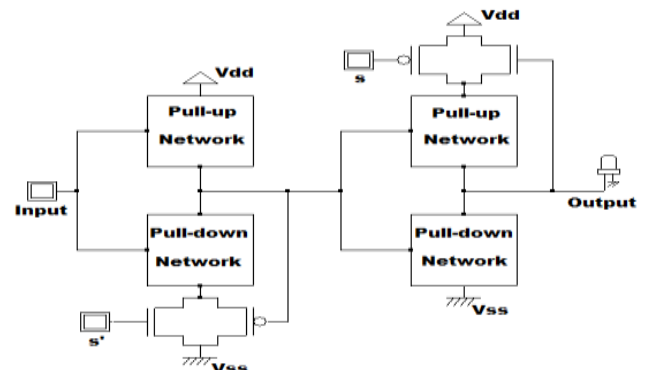 Vdd
s
Vdd
Pull-up
Network
Pull-up
Network
Input
Output
Pull-down
Network
Pull-down
Network
s'
Vss
Vss